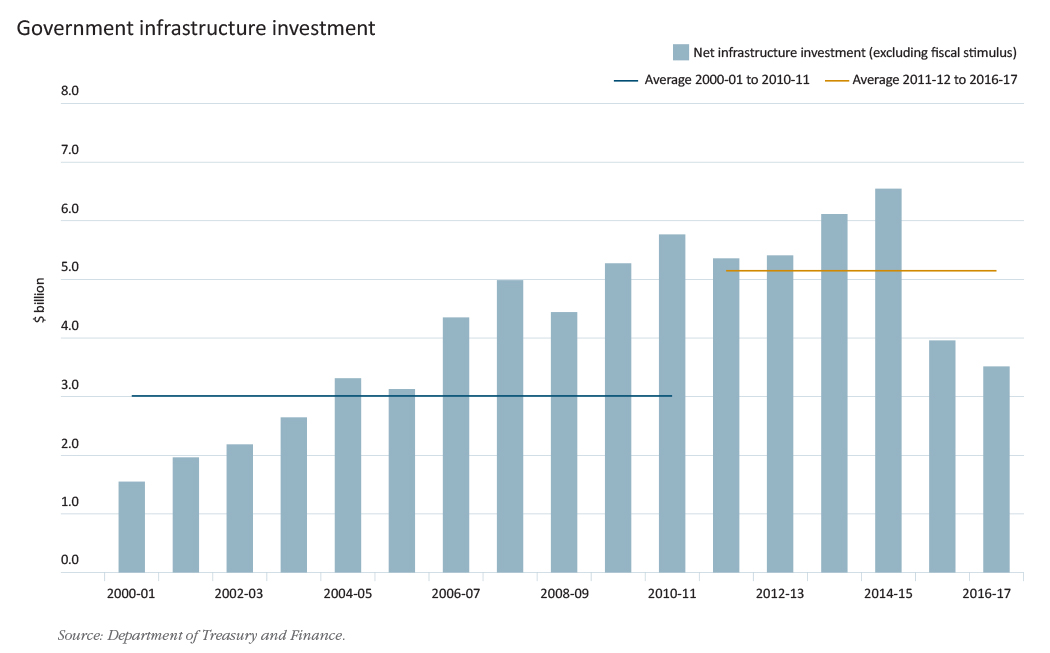 Government infrastructure investment
Net infrastructure investment (excluding fiscal stimulus)
Average 2000-01 to 2010-11 Average 2011-12 to 2016-17
8.0
7.0
6.0
5.0
$ billion
4.0
3.0
2.0
1.0
0.0
2000-01 2002-03 2004-05 2006-07 2008-09 2010-11 2012-13 2014-15 2016-17
Source: Department of Treasury and Finance.